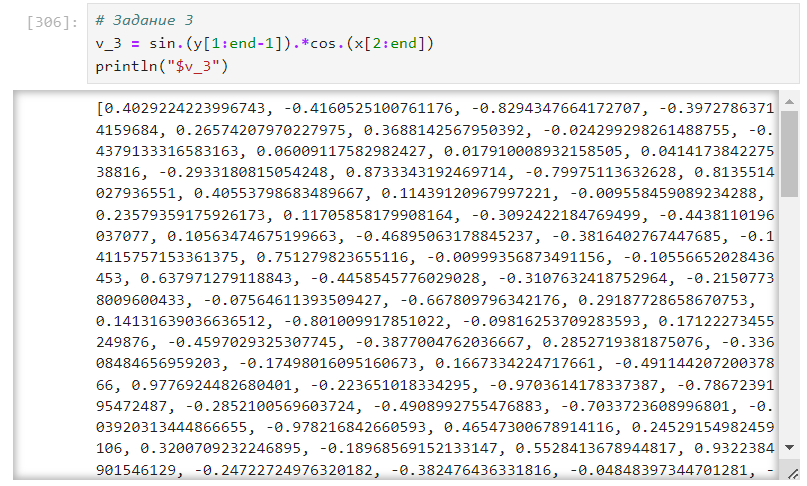 [306]:
# Задание 3
v_3 = sin.(y[1:end-1]).*cos.(x[2:end])
println("$v_3")
[0.4029224223996743, -0.4160525100761176, -0.8294347664172707, -0.3972786371
4159684, 0.26574207970227975, 0.3688142567950392, -0.024299298261488755, -0.
4379133316583163, 0.06009117582982427, 0.017910008932158505, 0.0414173842275
38816, -0.2933180815054248, 0.8733343192469714, -0.79975113632628, 0.8135514
027936551, 0.40553798683489667, 0.11439120967997221, -0.009558459089234288,
0.23579359175926173, 0.11705858179908164, -0.3092422184769499, -0.4438110196
037077, 0.10563474675199663, -0.46895063178845237, -0.3816402767447685, -0.1
4115757153361375, 0.751279823655116, -0.00999356873491156, -0.10556652028436
453, 0.637971279118843, -0.4458545776029028, -0.3107632418752964, -0.2150773
8009600433, -0.07564611393509427, -0.667809796342176, 0.29187728658670753,
0.14131639036636512, -0.801009917851022, -0.09816253709283593, 0.17122273455
249876, -0.4597029325307745, -0.3877004762036667, 0.2852719381875076, -0.336
08484656959203, -0.17498016095160673, 0.1667334224717661, -0.491144207200378
66, 0.9776924482680401, -0.223651018334295, -0.9703614178337387, -0.78672391
95472487, -0.2852100569603724, -0.4908992755476883, -0.7033723608996801, -0.
03920313444866655, -0.978216842660593, 0.46547300678914116, 0.24529154982459
106, 0.3200709232246895, -0.18968569152133147, 0.5528413678944817, 0.9322384
901546129, -0.24722724976320182, -0.382476436331816, -0.04848397344701281, -